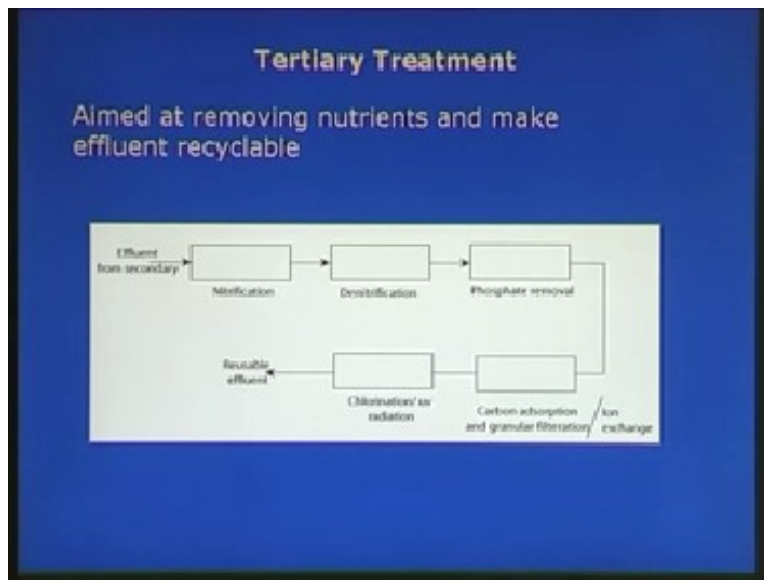 Tertiary Treatment
Aimed at removing nutrients and make
effluent recyclable
Effluent
from secondary
Nitrification
Denitrification
Phosphate removal
Reusable
effluent
Chlorination/uv
radiation
Carbon adsorption
and granular filteration/
Ion
exchange